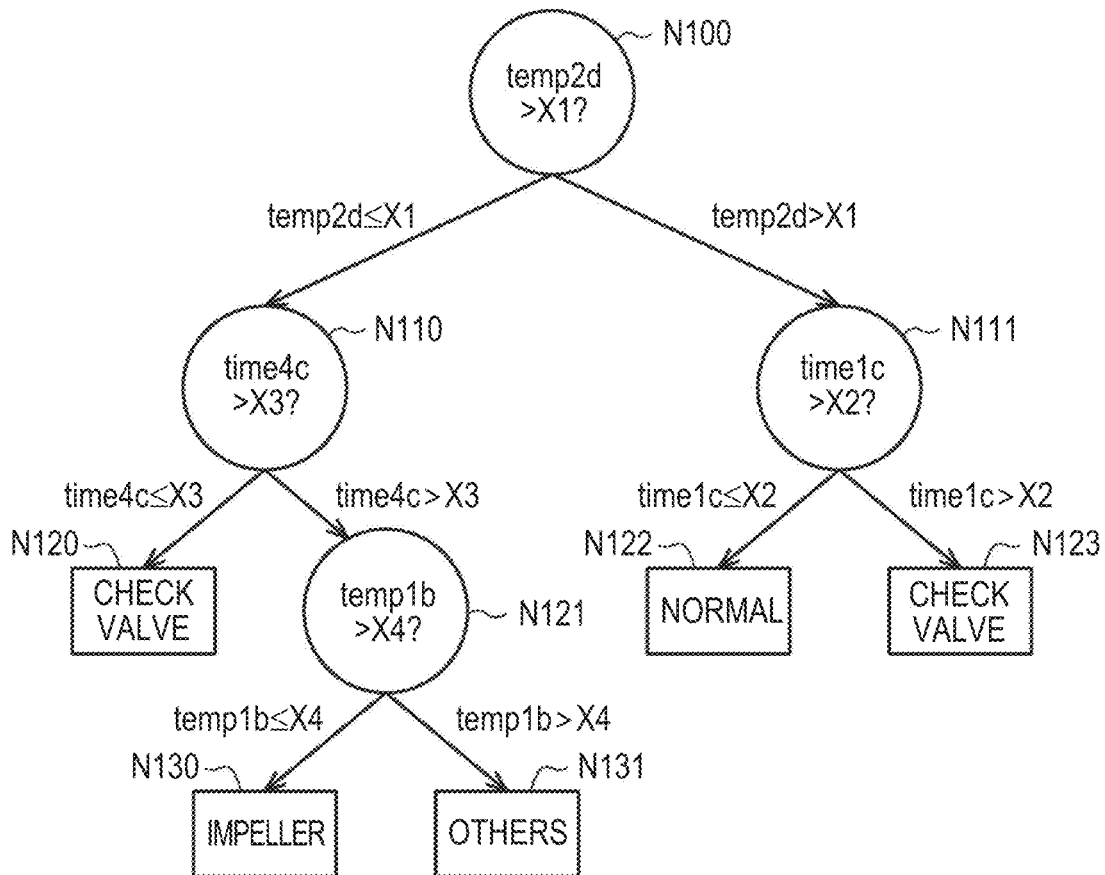 N100
temp2d
>X1?
temp2d≤X1
temp2d>X1
N110
time4c
>X3?
N111
time1c
>X2?
time4c≤X3
time4c>X3
time1c≤X2
time1c>X2
N120
CHECK
VALVE
temp1b
>X4?
N121
N122
NORMAL
N123
CHECK
VALVE
temp1b≤X4
temp1b>X4
N130
IMPELLER
N131
OTHERS